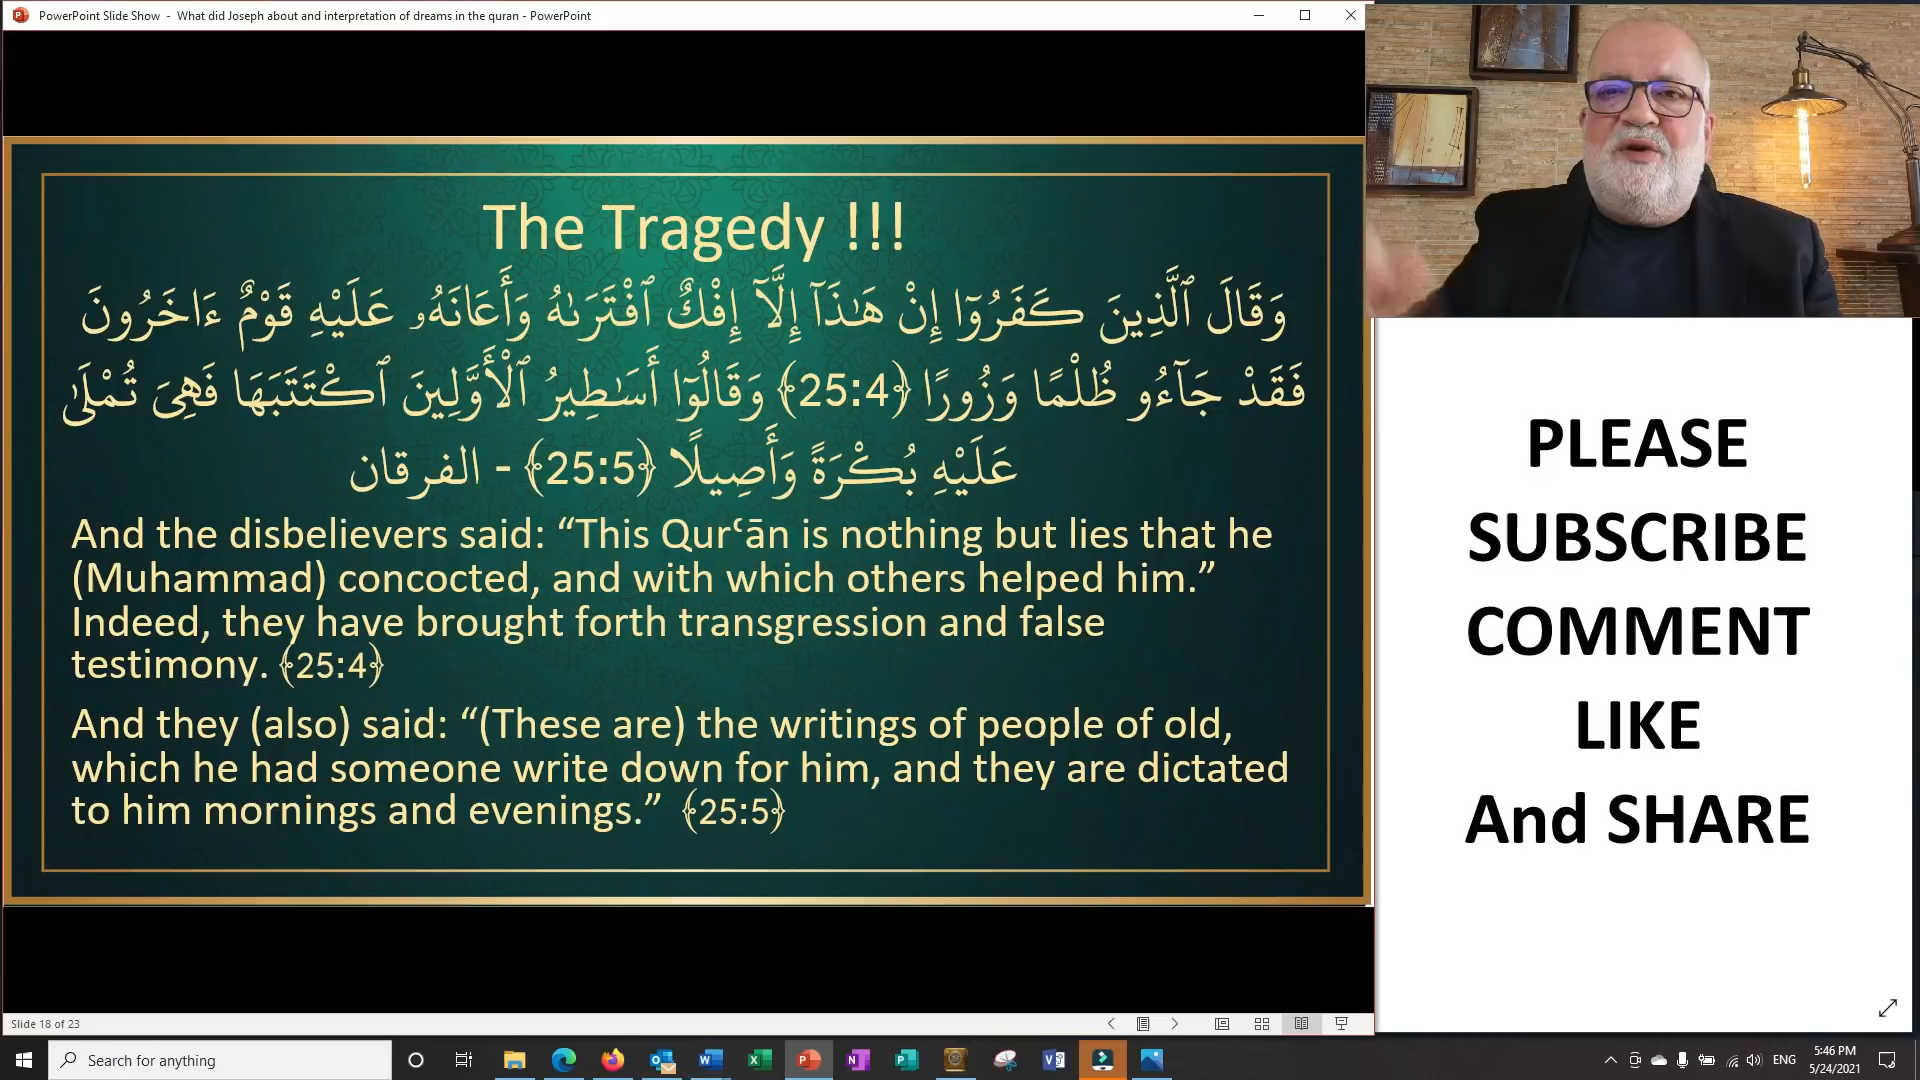 PowerPoint Slide Show - What did Joseph about and interpretation of dreams in the quran - PowerPoint
The Tragedy !!!
وَقَالَ ٱلَّذِينَ كَفَرُوٓا۟ إِنْ هَـٰذَآ إِلَّآ إِفْكٌ ٱفْتَرَىٰهُ وَأَعَانَهُۥ عَلَيْهِ قَوْمٌ ءَاخَرُونَ
فَقَدْ جَآءُو ظُلْمًا وَزُورًا ﴿25:4﴾ وَقَالُوٓا۟ أَسَـٰطِيرُ ٱلْأَوَّلِينَ ٱكْتَتَبَهَا فَهِىَ تُمْلَىٰ
عَلَيْهِ بُكْرَةً وَأَصِيلًا ﴿25:5﴾ - الفرقان
And the disbelievers said: “This Qurʿān is nothing but lies that he
(Muhammad) concocted, and with which others helped him.”
Indeed, they have brought forth transgression and false
testimony. ﴾25:4﴿
And they (also) said: “(These are) the writings of people of old,
which he had someone write down for him, and they are dictated
to him mornings and evenings.” ﴾25:5﴿
PLEASE
SUBSCRIBE
COMMENT
LIKE
And SHARE
Slide 18 of 23
Search for anything
ENG
5:46 PM
5/24/2021